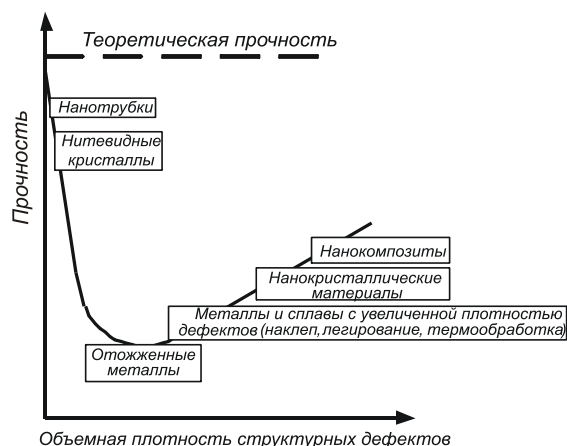 Теоретическая прочность
Прочность
Нанотрубки
Нитевидные
кристаллы
Нанокомпозиты
Нанокристаллические
материалы
Металлы и сплавы с увеличенной плотностью
дефектов (наклеп, легирование, термообработка)
Отожженные
металлы
Объемная плотность структурных дефектов